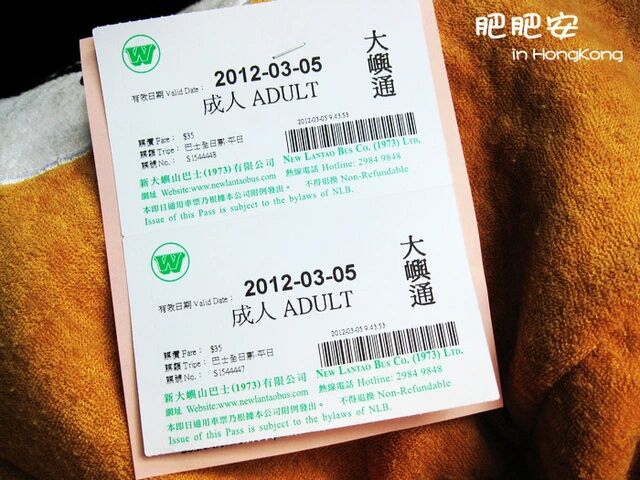 肥肥安
in HongKong
W
有效日期 Valid Date:
2012-03-05
成人 ADULT
大嶼通
票價 Fare: $35
票類 Tripe: 巴士全日票-平日
票號 No.: S1544448
2012-03-05 9:43:53
新大嶼山巴士(1973)有限公司
NEW LANTAO BUS CO. (1973) LTD.
網址 Website:www.newlantaobus.com
熱線電話 Hotline: 2984 9848
本即日通用車票乃根據本公司附例發出。
不得退換 Non-Refundable
Issue of this Pass is subject to the bylaws of NLB.
W
有效日期 Valid Date:
2012-03-05
成人 ADULT
大嶼通
票價 Fare: $35
票類 Tripe: 巴士全日票-平日
票號 No.: S1544447
2012-03-05 9:43:53
新大嶼山巴士(1973)有限公司
NEW LANTAO BUS CO. (1973) LTD.
網址 Website:www.newlantaobus.com
熱線電話 Hotline: 2984 9848
本即日通用車票乃根據本公司附例發出。
不得退換 Non-Refundable
Issue of this Pass is subject to the bylaws of NLB.